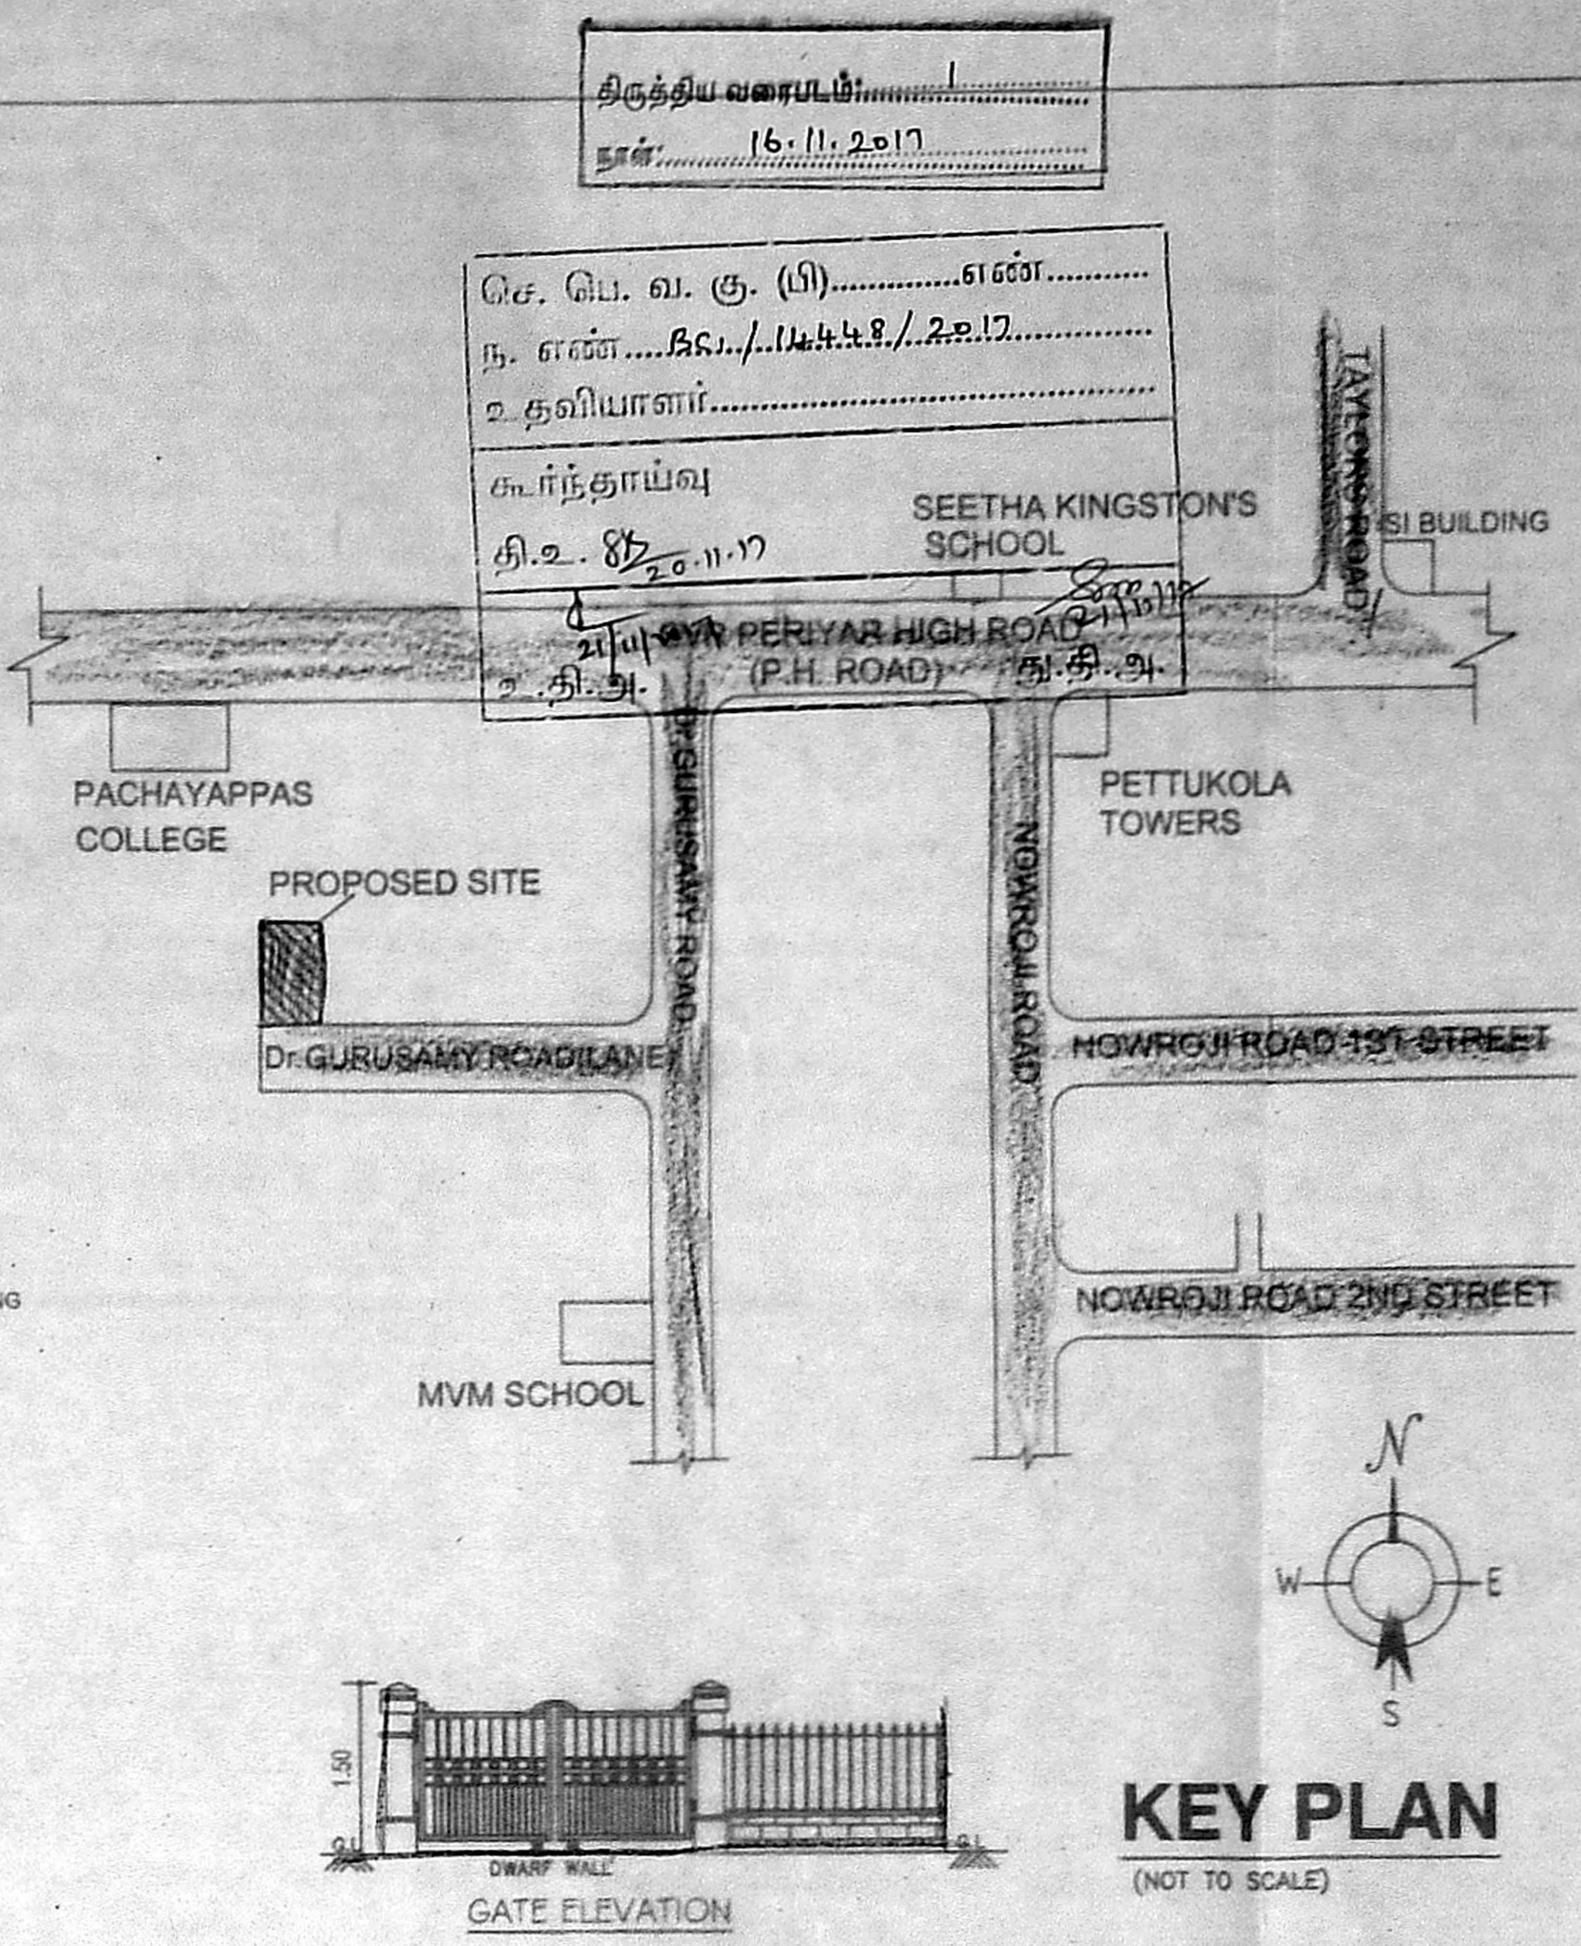 திருத்திய வரைபடம்:.......... 1 ..........
நாள்:.......... 16.11.2017 ..........
செ. பெ. வ. கு. (பி)..............எண்...........
ந. எண்.... /14448/2017
உதவியாளர்..........
கூர்ந்தாய்வு
தி.உ. 20.11.17
SEETHA KINGSTON'S
SCHOOL
TAYLORS ROAD
SI BUILDING
21/11/
PERIYAR HIGH ROAD
(P.H. ROAD)
உ.தி.அ.
து.தி.அ.
PACHAYAPPAS
COLLEGE
PETTUKOLA
TOWERS
PROPOSED SITE
Dr.GURUSAMY ROAD
NOWROJI ROAD
Dr.GURUSAMY ROAD(LANE)
NOWROJI ROAD 1ST STREET
NG
NOWROJI ROAD 2ND STREET
MVM SCHOOL
N
W
E
S
1.50
G.L
G.L
DWARF WALL
GATE ELEVATION
KEY PLAN
(NOT TO SCALE)